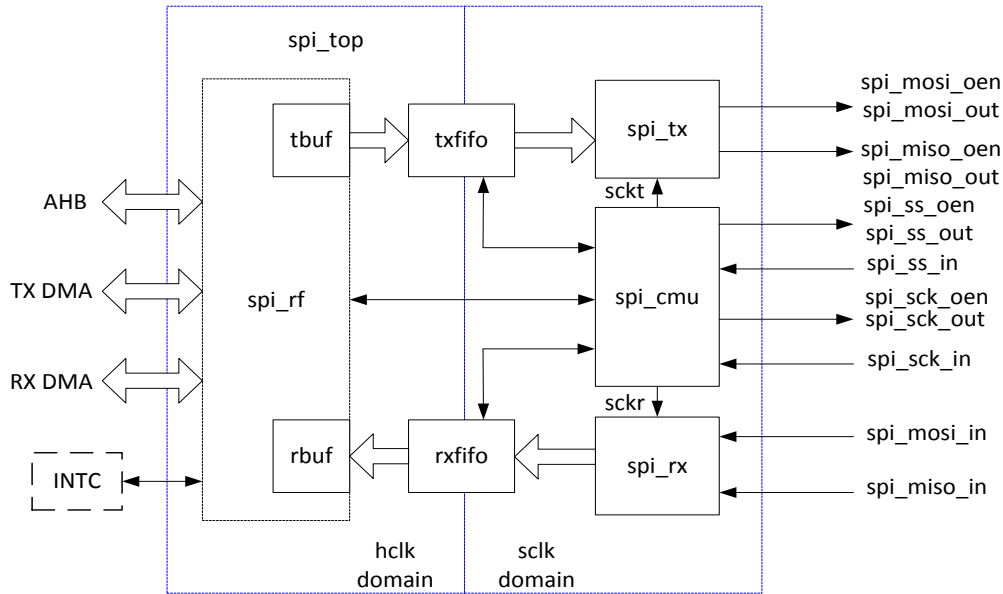 spi_top
AHB
TX DMA
RX DMA
INTC
spi_rf
tbuf
rbuf
txfifo
rxfifo
spi_tx
sckt
spi_cmu
sckr
spi_rx
spi_mosi_oen
spi_mosi_out
spi_miso_oen
spi_miso_out
spi_ss_oen
spi_ss_out
spi_ss_in
spi_sck_oen
spi_sck_out
spi_sck_in
spi_mosi_in
spi_miso_in
hclk
domain
sclk
domain